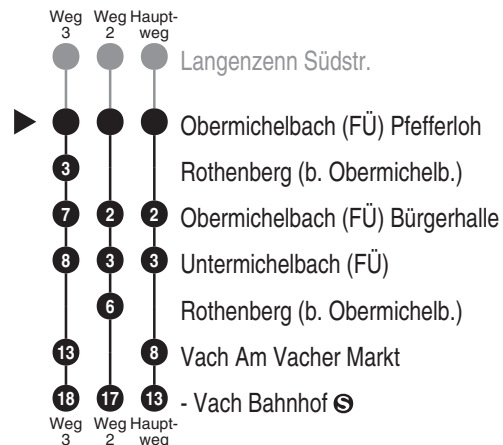 Weg Weg Haupt-
3 2 weg
Langenzenn Südstr.
Obermichelbach (FÜ) Pfefferloh
3 Rothenberg (b. Obermichelb.)
7 2 2 Obermichelbach (FÜ) Bürgerhalle
8 3 3 Untermichelbach (FÜ)
6 Rothenberg (b. Obermichelb.)
13 8 Vach Am Vacher Markt
18 17 13 - Vach Bahnhof S
Weg Weg Haupt-
3 2 weg